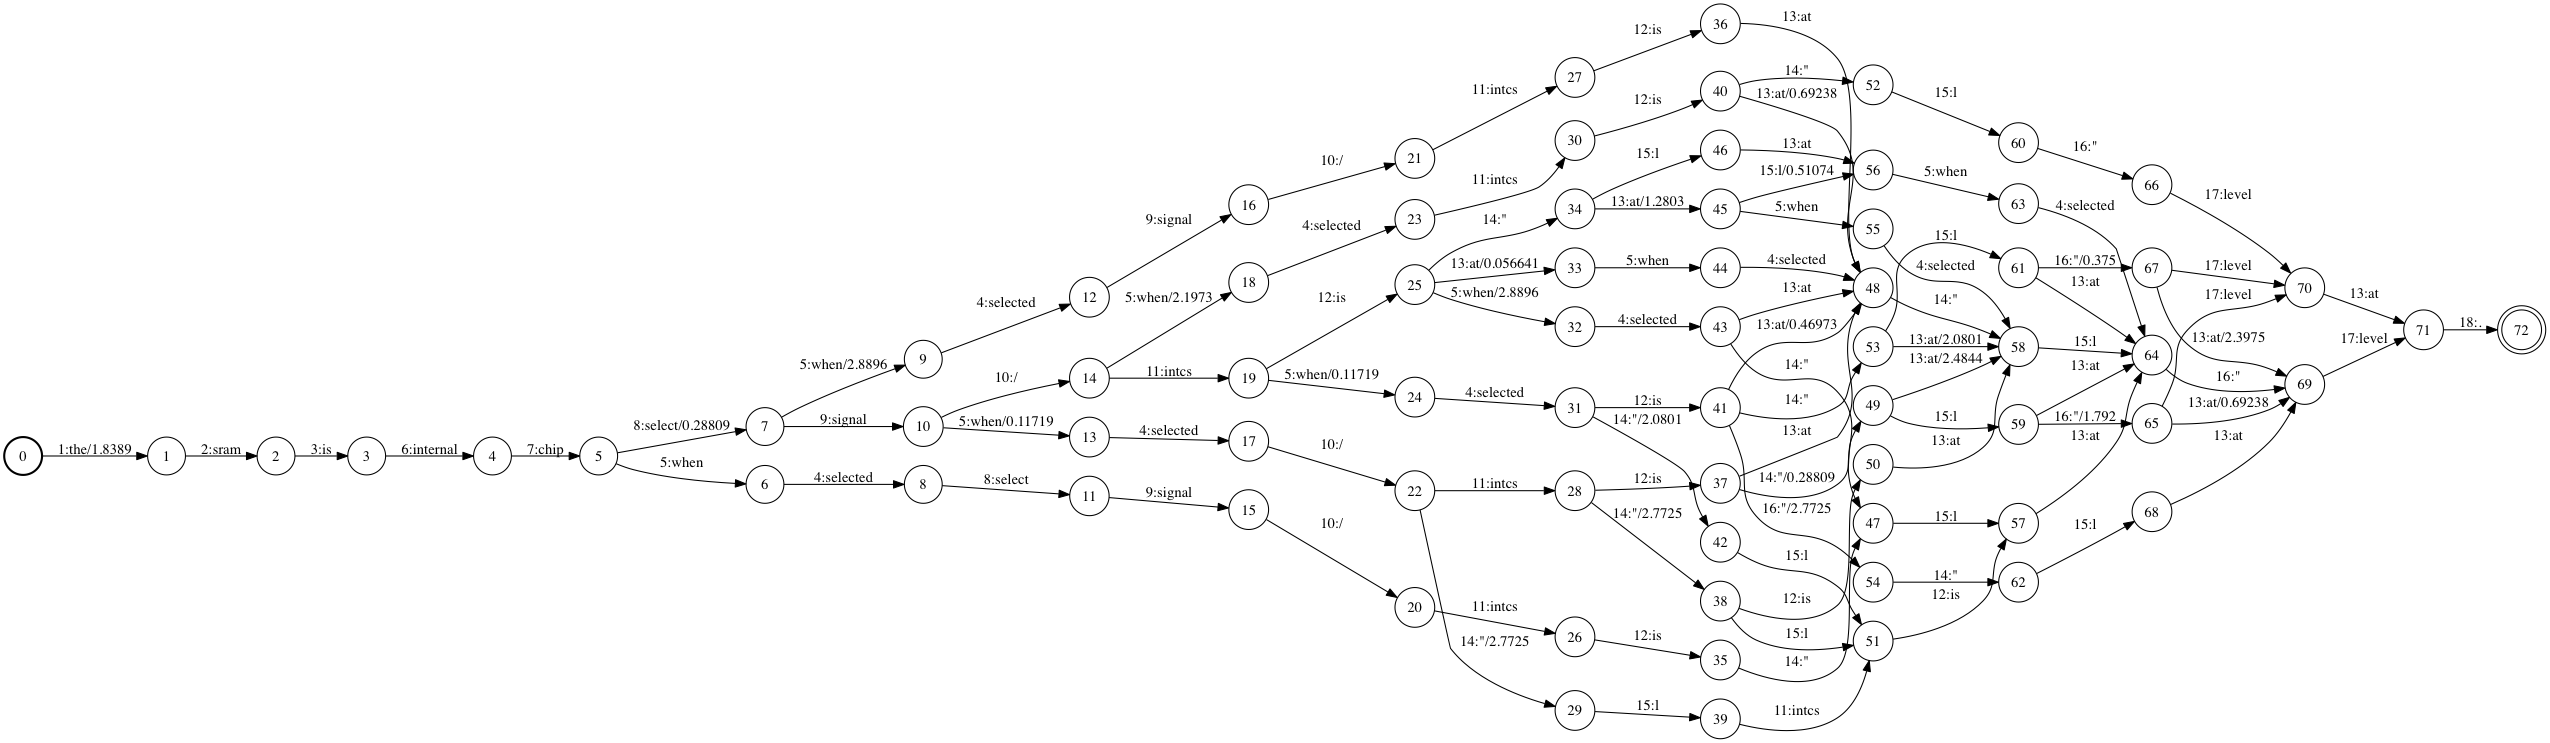 0
1:the/1.8389
1
2:sram
2
3:is
3
6:internal
4
7:chip
5
8:select/0.28809
5:when
7
6
5:when/2.8896
9:signal
4:selected
9
10
8
4:selected
10:/
5:when/0.11719
8:select
12
14
13
11
9:signal
5:when/2.1973
11:intcs
4:selected
9:signal
16
18
19
17
15
10:/
4:selected
12:is
5:when/0.11719
10:/
10:/
21
23
25
24
22
20
11:intcs
11:intcs
14:"
13:at/0.056641
5:when/2.8896
4:selected
11:intcs
11:intcs
14:"/2.7725
27
30
34
33
32
31
28
26
29
12:is
12:is
15:l
13:at/1.2803
5:when
4:selected
12:is
14:"/2.0801
12:is
14:"/2.7725
12:is
15:l
36
40
46
45
44
43
41
37
42
38
35
39
13:at
14:"
13:at/0.69238
13:at
15:l/0.51074
5:when
4:selected
13:at
13:at/0.46973
14:"
14:"
13:at
14:"/0.28809
16:"/2.7725
15:l
12:is
15:l
14:"
11:intcs
52
56
55
48
53
49
50
47
54
51
15:l
5:when
15:l
4:selected
14:"
13:at/2.0801
13:at/2.4844
15:l
13:at
15:l
14:"
12:is
60
63
61
58
59
57
62
16:"
4:selected
16:"/0.375
13:at
15:l
13:at
16:"/1.792
13:at
15:l
66
67
64
65
68
17:level
17:level
17:level
13:at/2.3975
16:"
13:at/0.69238
13:at
70
69
13:at
17:level
71
18:.
72